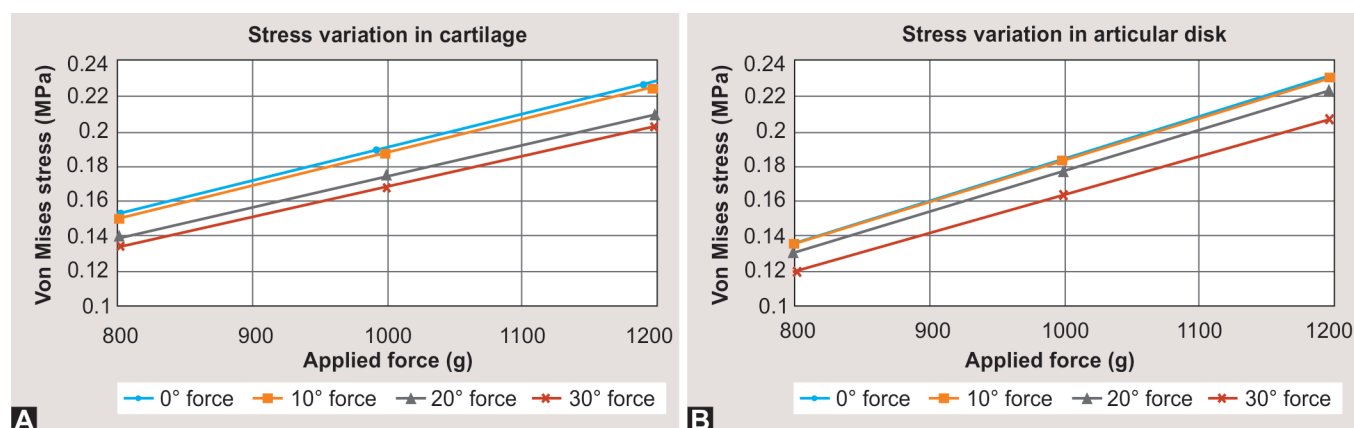 Stress variation in cartilage
Von Mises stress (MPa)
0.24
0.22
0.2
0.18
0.16
0.14
0.12
0.1
800 900 1000 1100 1200
Applied force (g)
0° force 10° force 20° force 30° force
A
Stress variation in articular disk
Von Mises stress (MPa)
0.24
0.22
0.2
0.18
0.16
0.14
0.12
0.1
800 900 1000 1100 1200
Applied force (g)
0° force 10° force 20° force 30° force
B